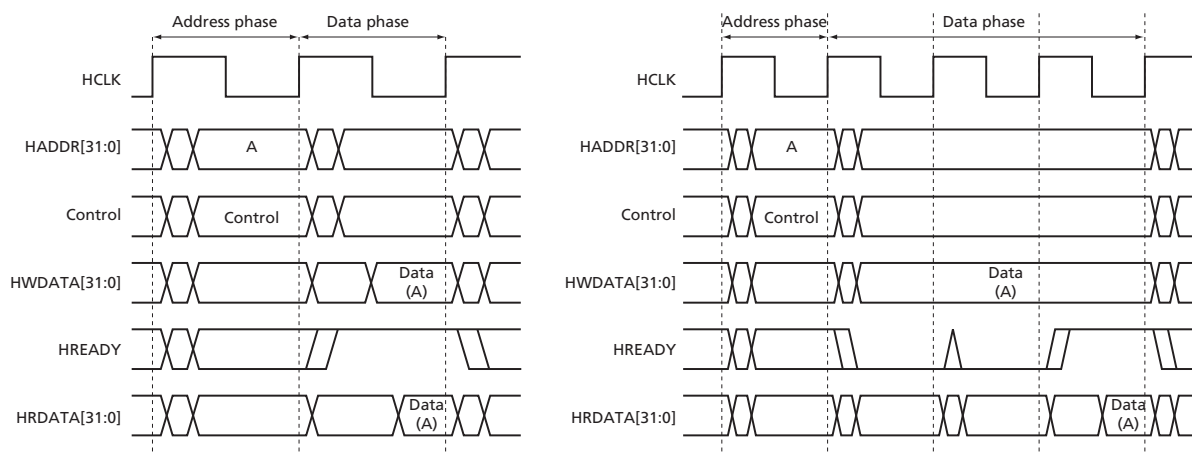 Address phase
Data phase
HCLK
HADDR[31:0]
A
Control
Control
HWDATA[31:0]
Data
(A)
HREADY
HRDATA[31:0]
Data
(A)
Address phase
Data phase
HCLK
HADDR[31:0]
A
Control
Control
HWDATA[31:0]
Data
(A)
HREADY
HRDATA[31:0]
Data
(A)